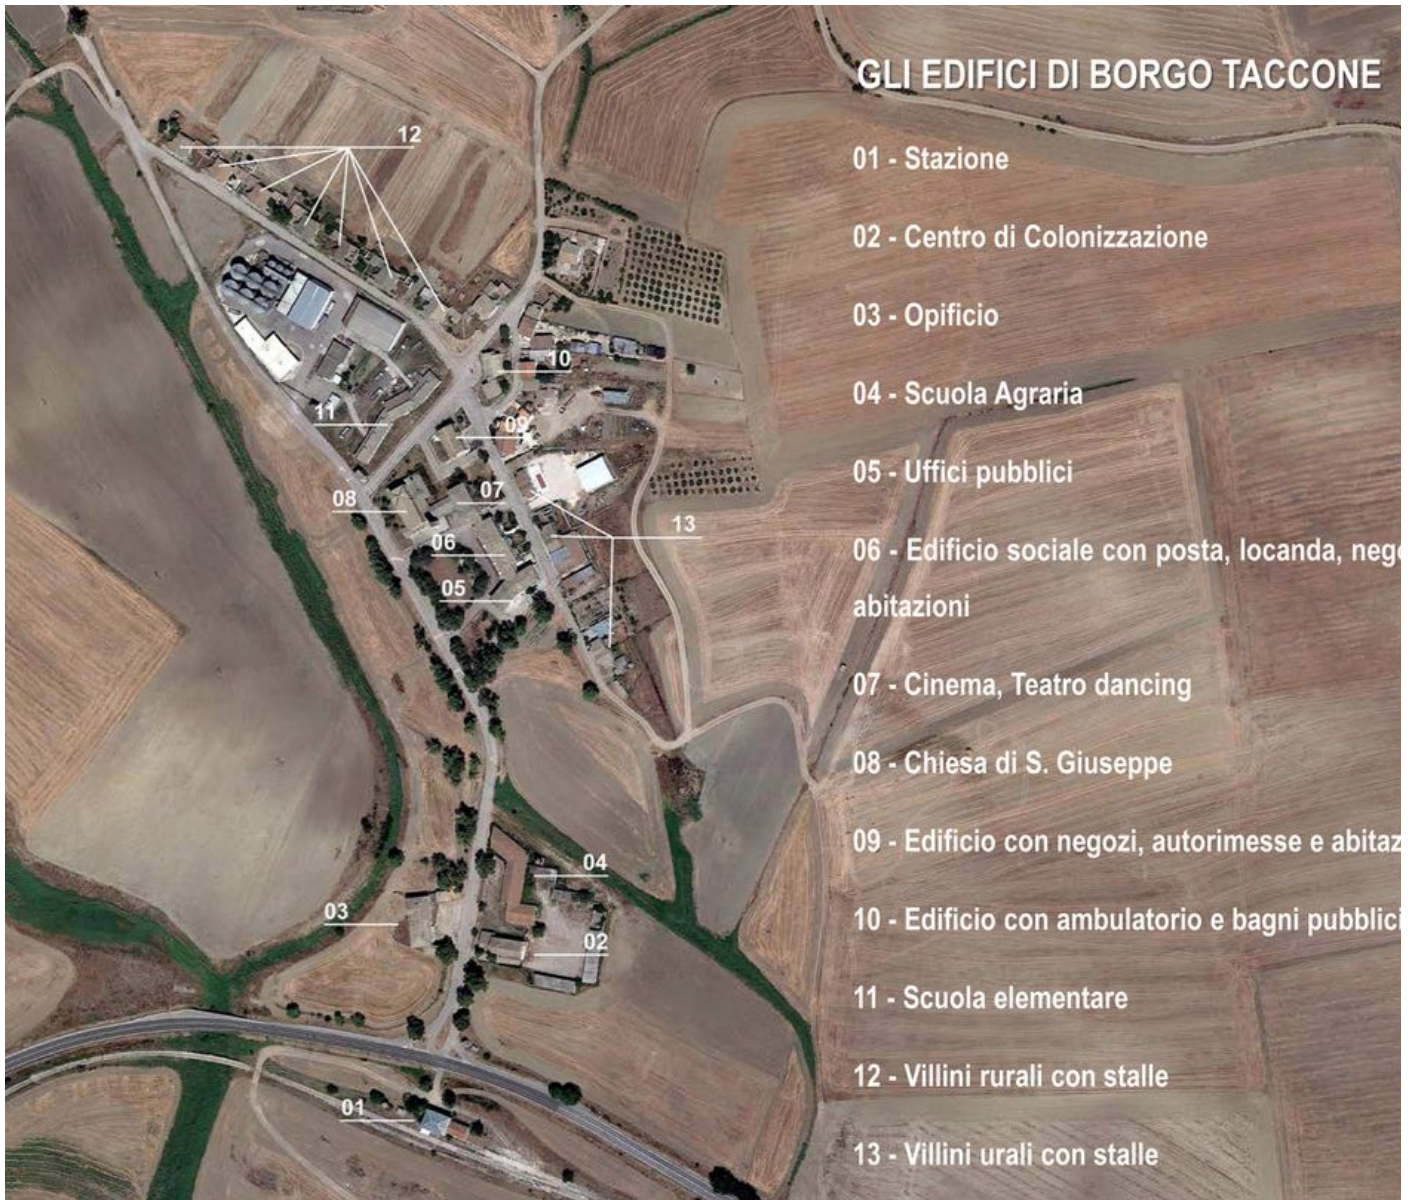 GLI EDIFICI DI BORGO TACCONE
01 - Stazione
02 - Centro di Colonizzazione
03 - Opificio
04 - Scuola Agraria
05 - Uffici pubblici
06 - Edificio sociale con posta, locanda,
abitazioni
07 - Cinema, Teatro dancing
08 - Chiesa di S. Giuseppe
09 - Edificio con negozi, autorimesse e
10 - Edificio con ambulatorio e bagni pubblici
11 - Scuola elementare
12 - Villini rurali con stalle
13 - Villini urali con stalle
12
10
11
09
08
07
13
06
05
04
03
02
01